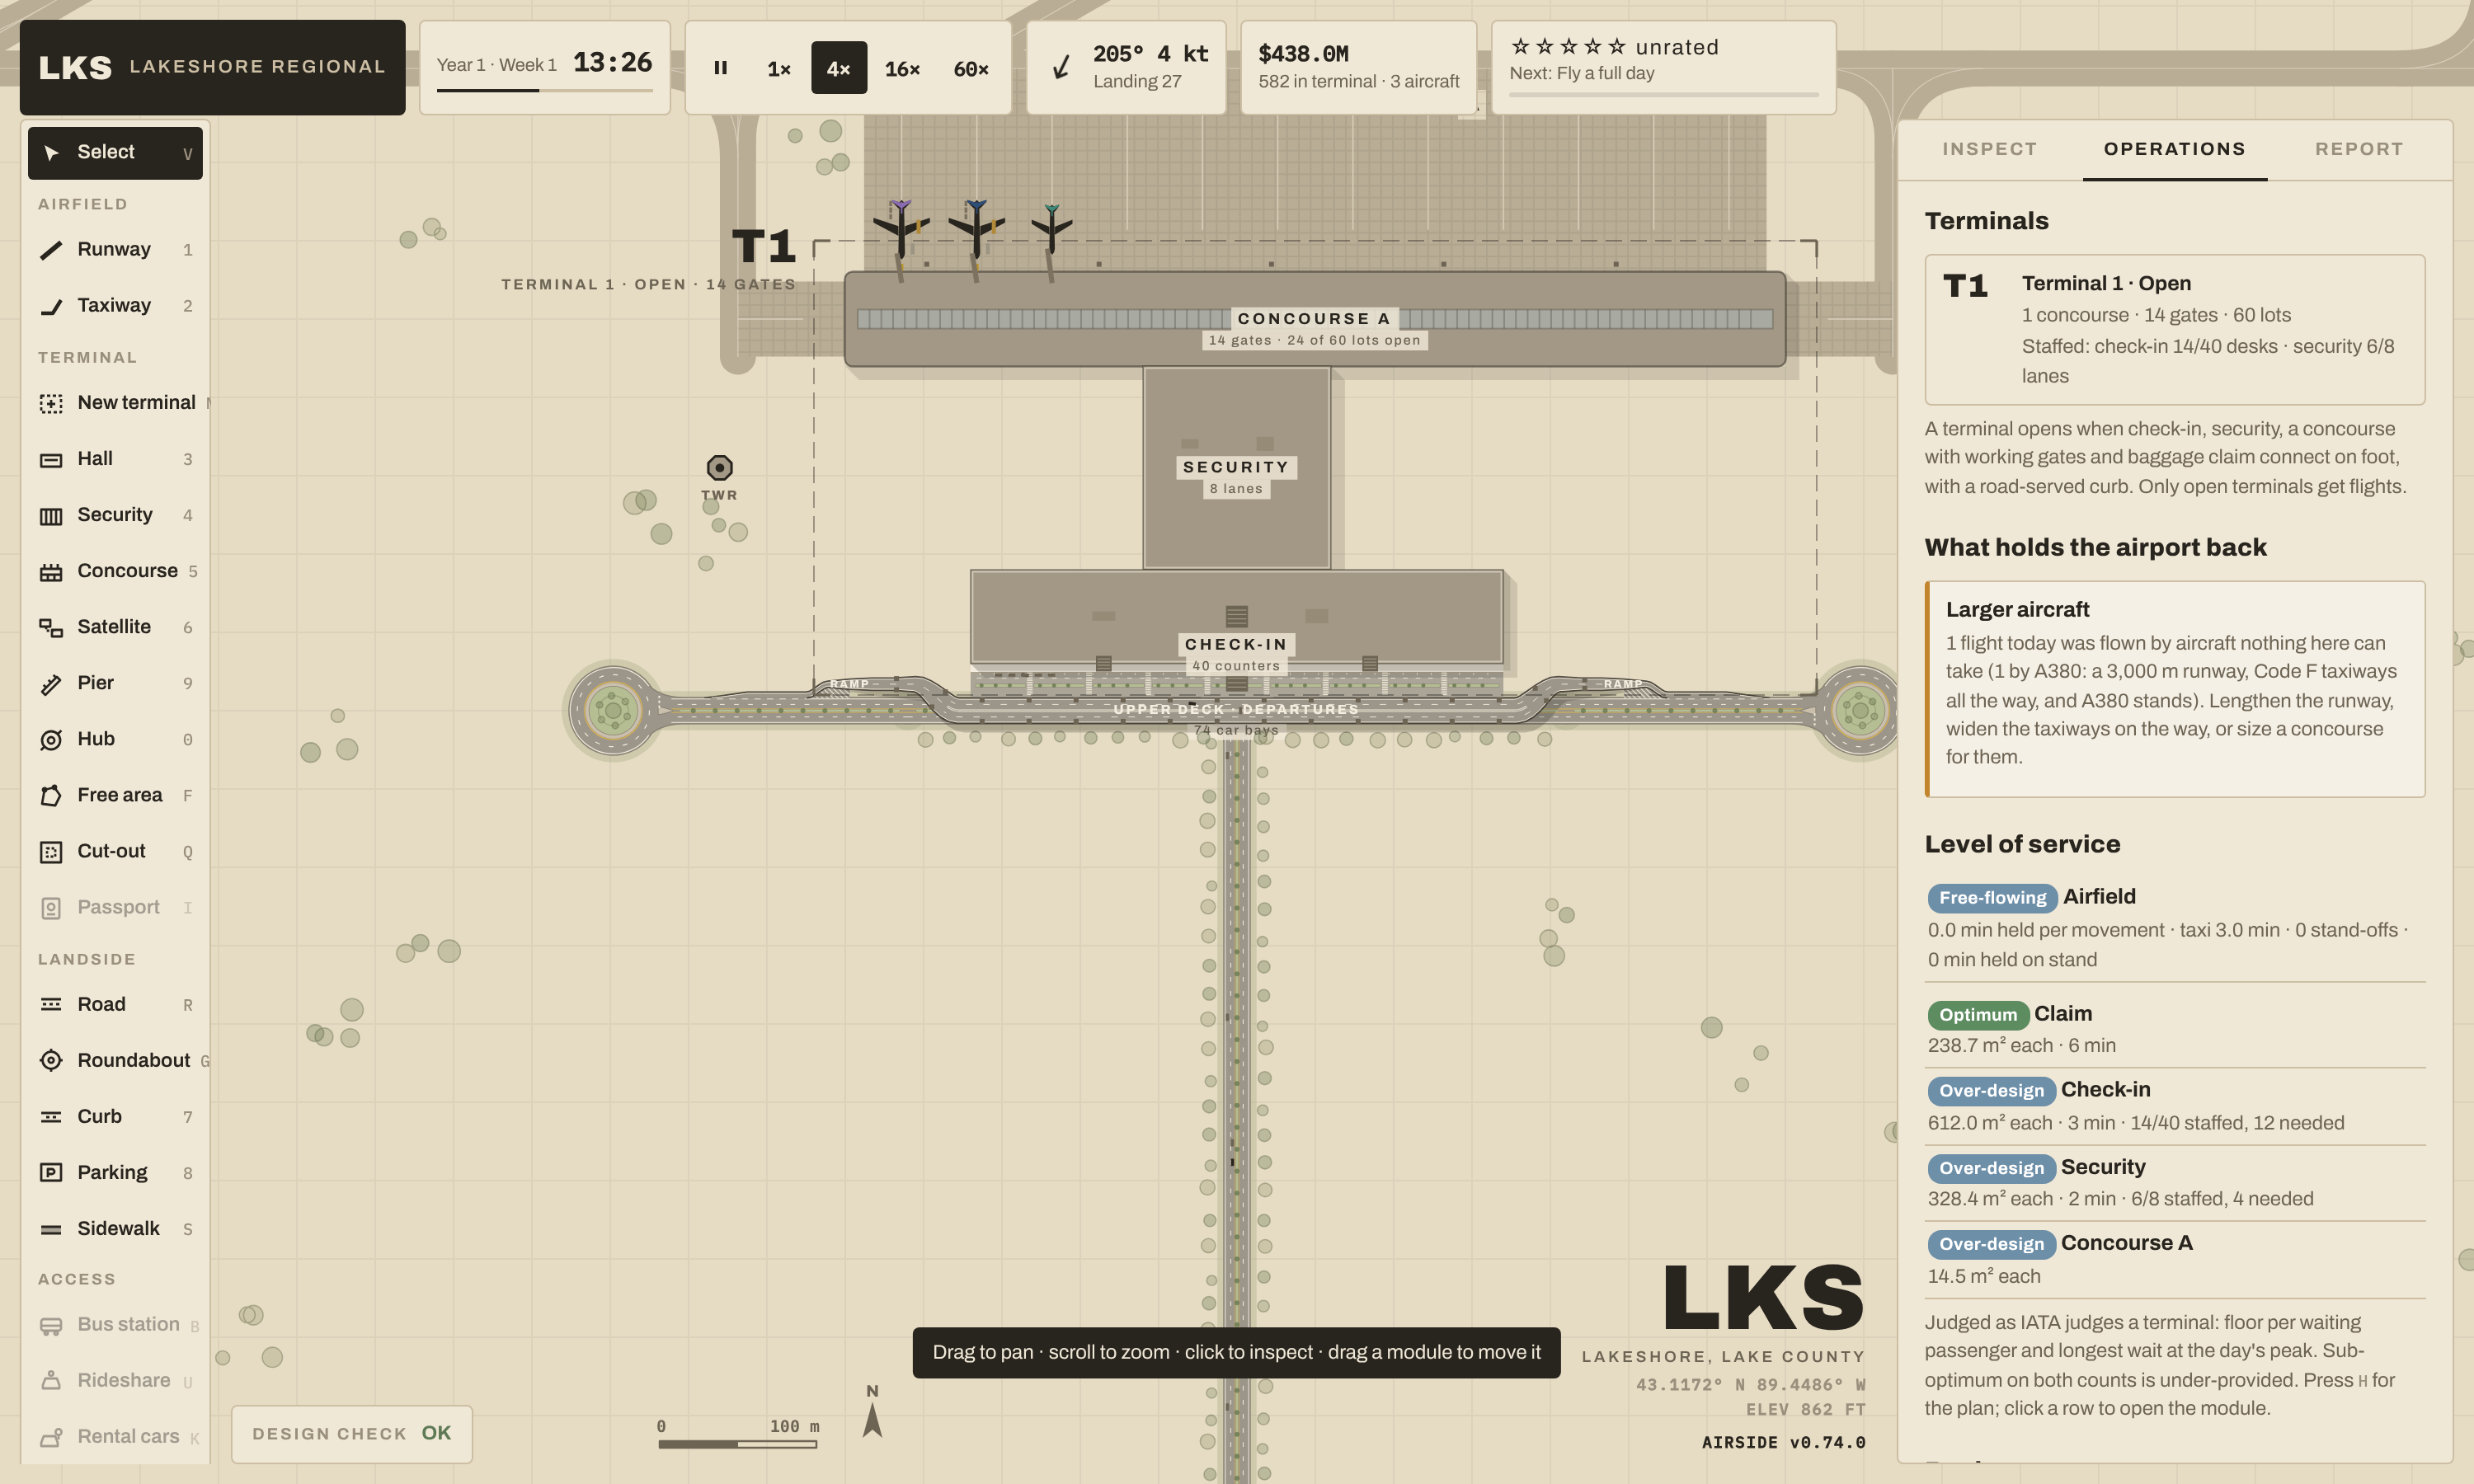 LKS LAKESHORE REGIONAL
Year 1 · Week 1 13:26
1× 4× 16× 60×
205° 4 kt
Landing 27
$438.0M
582 in terminal · 3 aircraft
☆☆☆☆☆ unrated
Next: Fly a full day
Select V
AIRFIELD
Runway 1
Taxiway 2
TERMINAL
New terminal
Hall 3
Security 4
Concourse 5
Satellite 6
Pier 9
Hub 0
Free area F
Cut-out Q
Passport I
LANDSIDE
Road R
Roundabout G
Curb 7
Parking 8
Sidewalk S
ACCESS
Bus station B
Rideshare U
Rental cars K
T1
TERMINAL 1 · OPEN · 14 GATES
CONCOURSE A
14 gates · 24 of 60 lots open
TWR
SECURITY
8 lanes
CHECK-IN
40 counters
RAMP
RAMP
UPPER DECK · DEPARTURES
74 car bays
DESIGN CHECK OK
0 100 m
N
Drag to pan · scroll to zoom · click to inspect · drag a module to move it
LKS
LAKESHORE, LAKE COUNTY
43.1172° N 89.4486° W
ELEV 862 FT
AIRSIDE v0.74.0
INSPECT OPERATIONS REPORT
Terminals
T1 Terminal 1 · Open
1 concourse · 14 gates · 60 lots
Staffed: check-in 14/40 desks · security 6/8
lanes
A terminal opens when check-in, security, a concourse
with working gates and baggage claim connect on foot,
with a road-served curb. Only open terminals get flights.
What holds the airport back
Larger aircraft
1 flight today was flown by aircraft nothing here can
take (1 by A380: a 3,000 m runway, Code F taxiways
all the way, and A380 stands). Lengthen the runway,
widen the taxiways on the way, or size a concourse
for them.
Level of service
Free-flowing Airfield
0.0 min held per movement · taxi 3.0 min · 0 stand-offs ·
0 min held on stand
Optimum Claim
238.7 m² each · 6 min
Over-design Check-in
612.0 m² each · 3 min · 14/40 staffed, 12 needed
Over-design Security
328.4 m² each · 2 min · 6/8 staffed, 4 needed
Over-design Concourse A
14.5 m² each
Judged as IATA judges a terminal: floor per waiting
passenger and longest wait at the day's peak. Sub-
optimum on both counts is under-provided. Press H for
the plan; click a row to open the module.